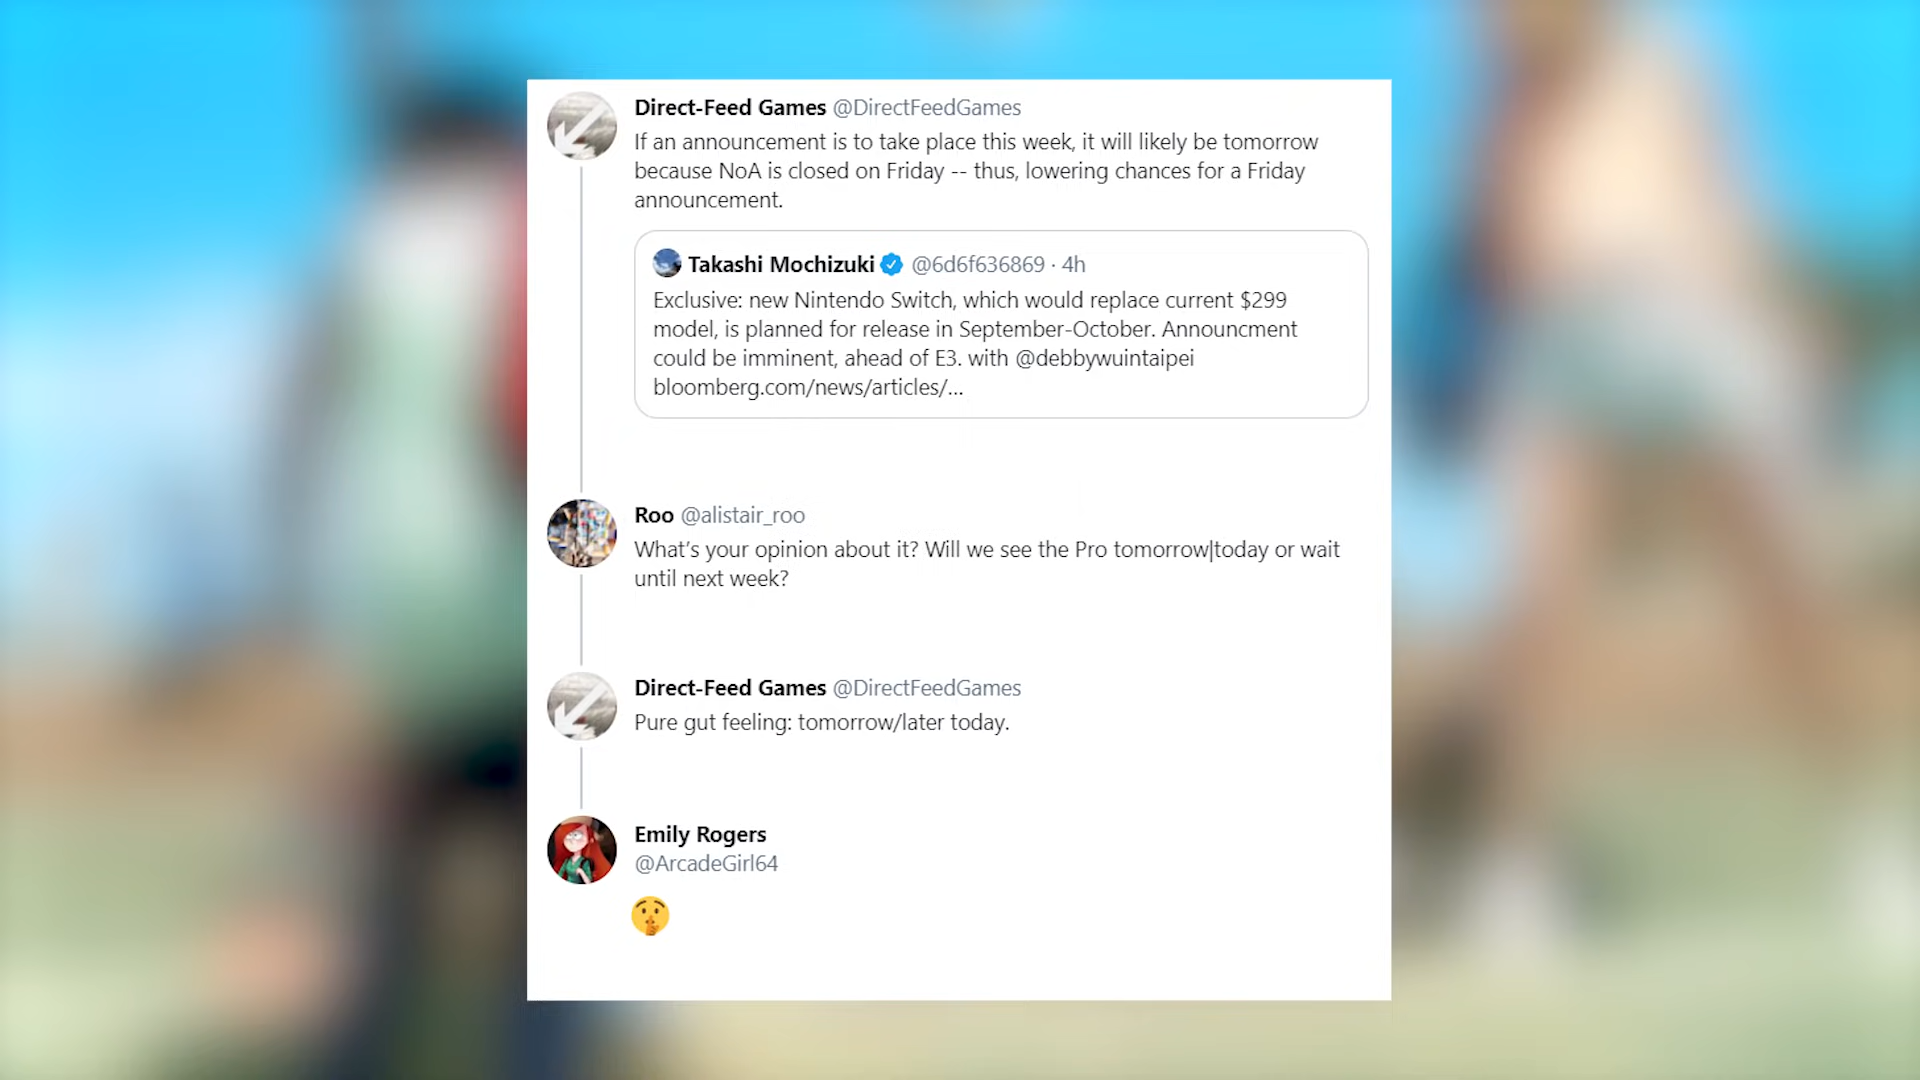 Direct-Feed Games @DirectFeedGames
If an announcement is to take place this week, it will likely be tomorrow
because NoA is closed on Friday -- thus, lowering chances for a Friday
announcement.
Takashi Mochizuki @6d6f636869 · 4h
Exclusive: new Nintendo Switch, which would replace current $299
model, is planned for release in September-October. Announcment
could be imminent, ahead of E3. with @debbywuintaipei
bloomberg.com/news/articles/...
Roo @alistair_roo
What's your opinion about it? Will we see the Pro tomorrow|today or wait
until next week?
Direct-Feed Games @DirectFeedGames
Pure gut feeling: tomorrow/later today.
Emily Rogers
@ArcadeGirl64
🤫